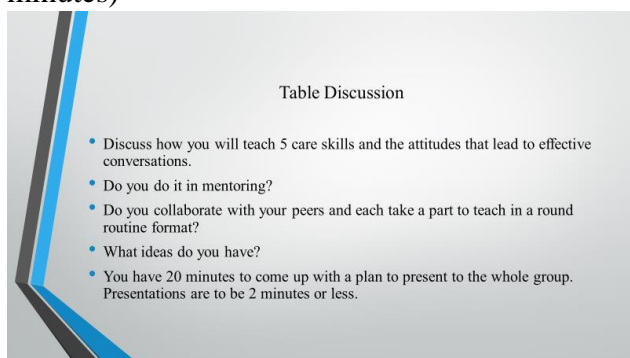 minutes)
Table Discussion
• Discuss how you will teach 5 care skills and the attitudes that lead to effective
conversations.
• Do you do it in mentoring?
• Do you collaborate with your peers and each take a part to teach in a round
routine format?
• What ideas do you have?
• You have 20 minutes to come up with a plan to present to the whole group.
Presentations are to be 2 minutes or less.